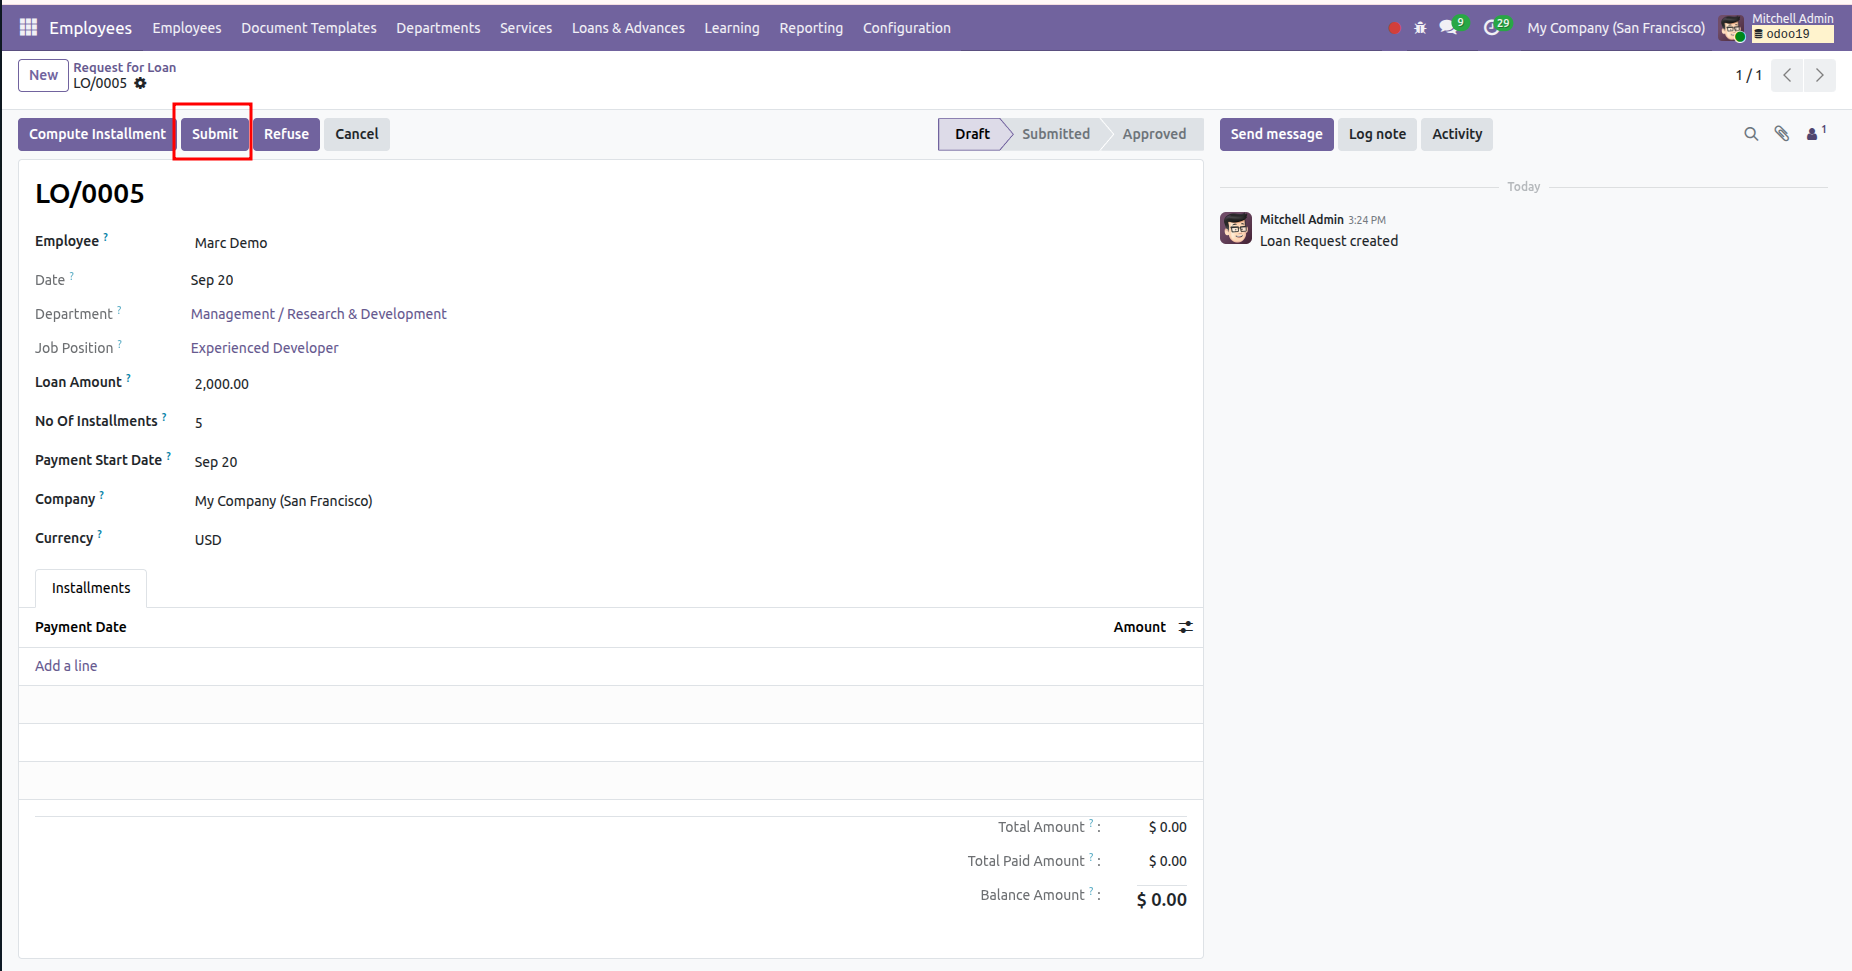 Employees Employees Document Templates Departments Services Loans & Advances Learning Reporting Configuration 9 29 My Company (San Francisco) Mitchell Admin
odoo19
New Request for Loan 1 / 1
LO/0005
Compute Installment Submit Refuse Cancel Draft Submitted Approved Send message Log note Activity 1
Today
LO/0005
Mitchell Admin 3:24 PM
Loan Request created
Employee ? Marc Demo
Date ? Sep 20
Department ? Management / Research & Development
Job Position ? Experienced Developer
Loan Amount ? 2,000.00
No Of Installments ? 5
Payment Start Date ? Sep 20
Company ? My Company (San Francisco)
Currency ? USD
Installments
Payment Date Amount
Add a line
Total Amount ? : $ 0.00
Total Paid Amount ? : $ 0.00
Balance Amount ? : $ 0.00